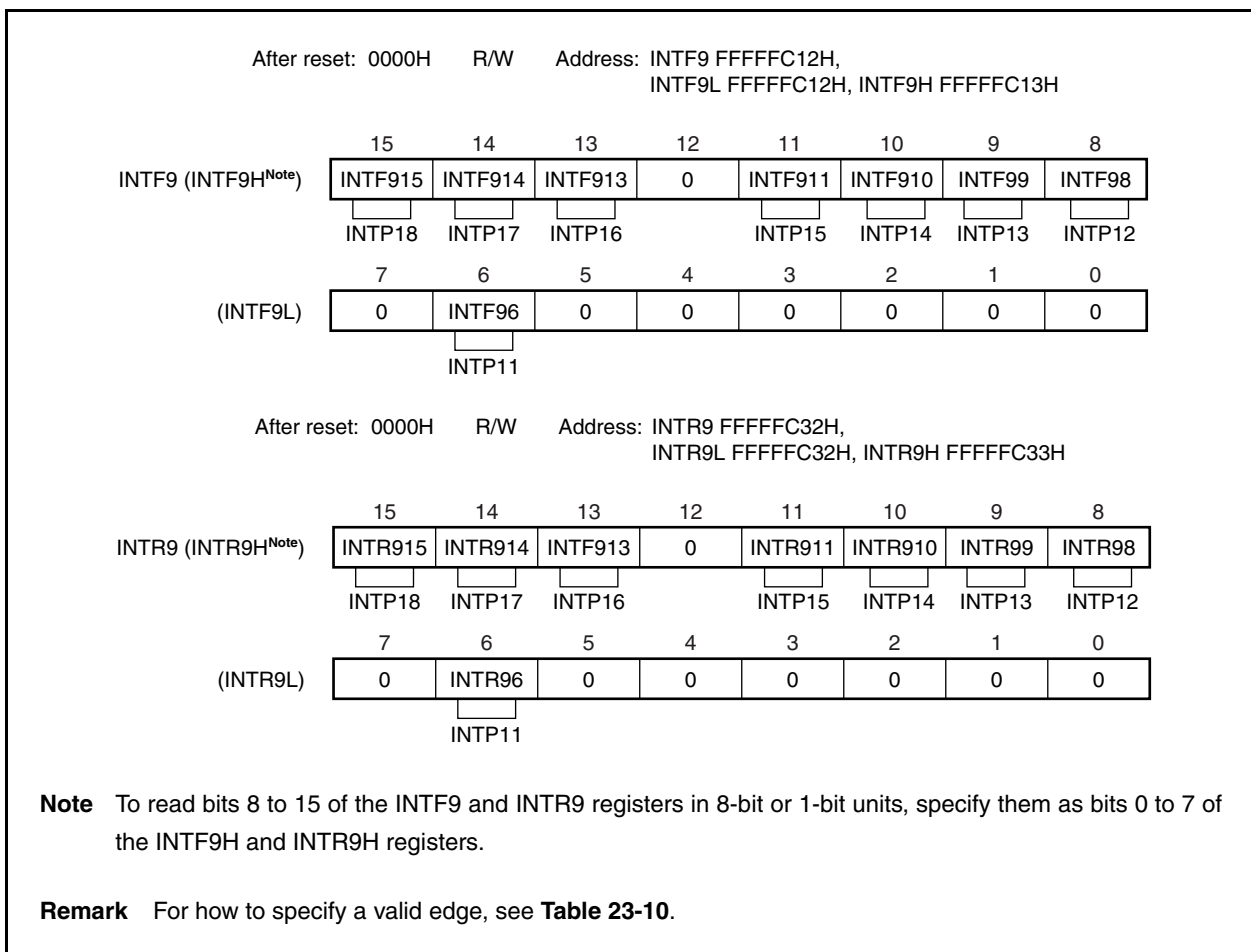 After reset: 0000H R/W Address: INTF9 FFFFFC12H,
INTF9L FFFFFC12H, INTF9H FFFFFC13H
15 14 13 12 11 10 9 8
INTF9 (INTF9HNote) INTF915 INTF914 INTF913 0 INTF911 INTF910 INTF99 INTF98
INTP18 INTP17 INTP16 INTP15 INTP14 INTP13 INTP12
7 6 5 4 3 2 1 0
(INTF9L) 0 INTF96 0 0 0 0 0 0
INTP11
After reset: 0000H R/W Address: INTR9 FFFFFC32H,
INTR9L FFFFFC32H, INTR9H FFFFFC33H
15 14 13 12 11 10 9 8
INTR9 (INTR9HNote) INTR915 INTR914 INTF913 0 INTR911 INTR910 INTR99 INTR98
INTP18 INTP17 INTP16 INTP15 INTP14 INTP13 INTP12
7 6 5 4 3 2 1 0
(INTR9L) 0 INTR96 0 0 0 0 0 0
INTP11
Note To read bits 8 to 15 of the INTF9 and INTR9 registers in 8-bit or 1-bit units, specify them as bits 0 to 7 of
the INTF9H and INTR9H registers.
Remark For how to specify a valid edge, see Table 23-10.